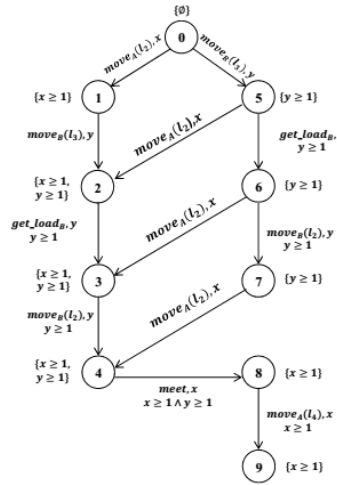 {∅}
0
move_A(l_2), x
move_B(l_3), y
{x ≥ 1}
1
5
{y ≥ 1}
move_B(l_3), y
move_A(l_2), x
get_load_B,
y ≥ 1
{x ≥ 1,
y ≥ 1}
2
6
{y ≥ 1}
get_load_B, y
y ≥ 1
move_A(l_2), x
move_B(l_2), y
y ≥ 1
{x ≥ 1,
y ≥ 1}
3
7
{y ≥ 1}
move_B(l_2), y
y ≥ 1
move_A(l_2), x
{x ≥ 1,
y ≥ 1}
4
8
{x ≥ 1}
meet, x
x ≥ 1 ∧ y ≥ 1
move_A(l_4), x
x ≥ 1
9
{x ≥ 1}